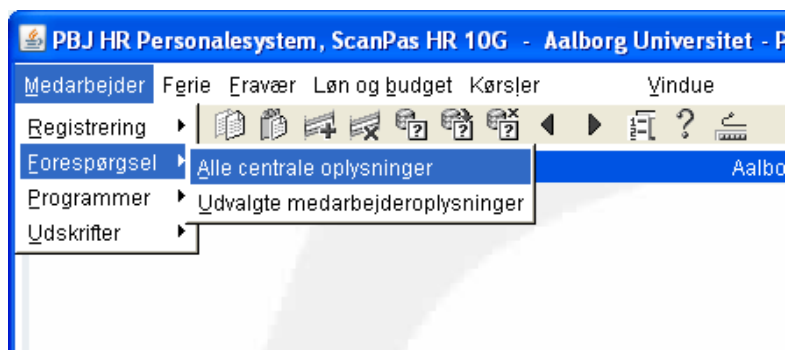 PBJ HR Personalesystem, ScanPas HR 10G - Aalborg Universitet - P
Medarbejder Ferie Fravær Løn og budget Kørsler Vindue
Registrering
Forespørgsel Alle centrale oplysninger Aalbo
Programmer Udvalgte medarbejderoplysninger
Udskrifter